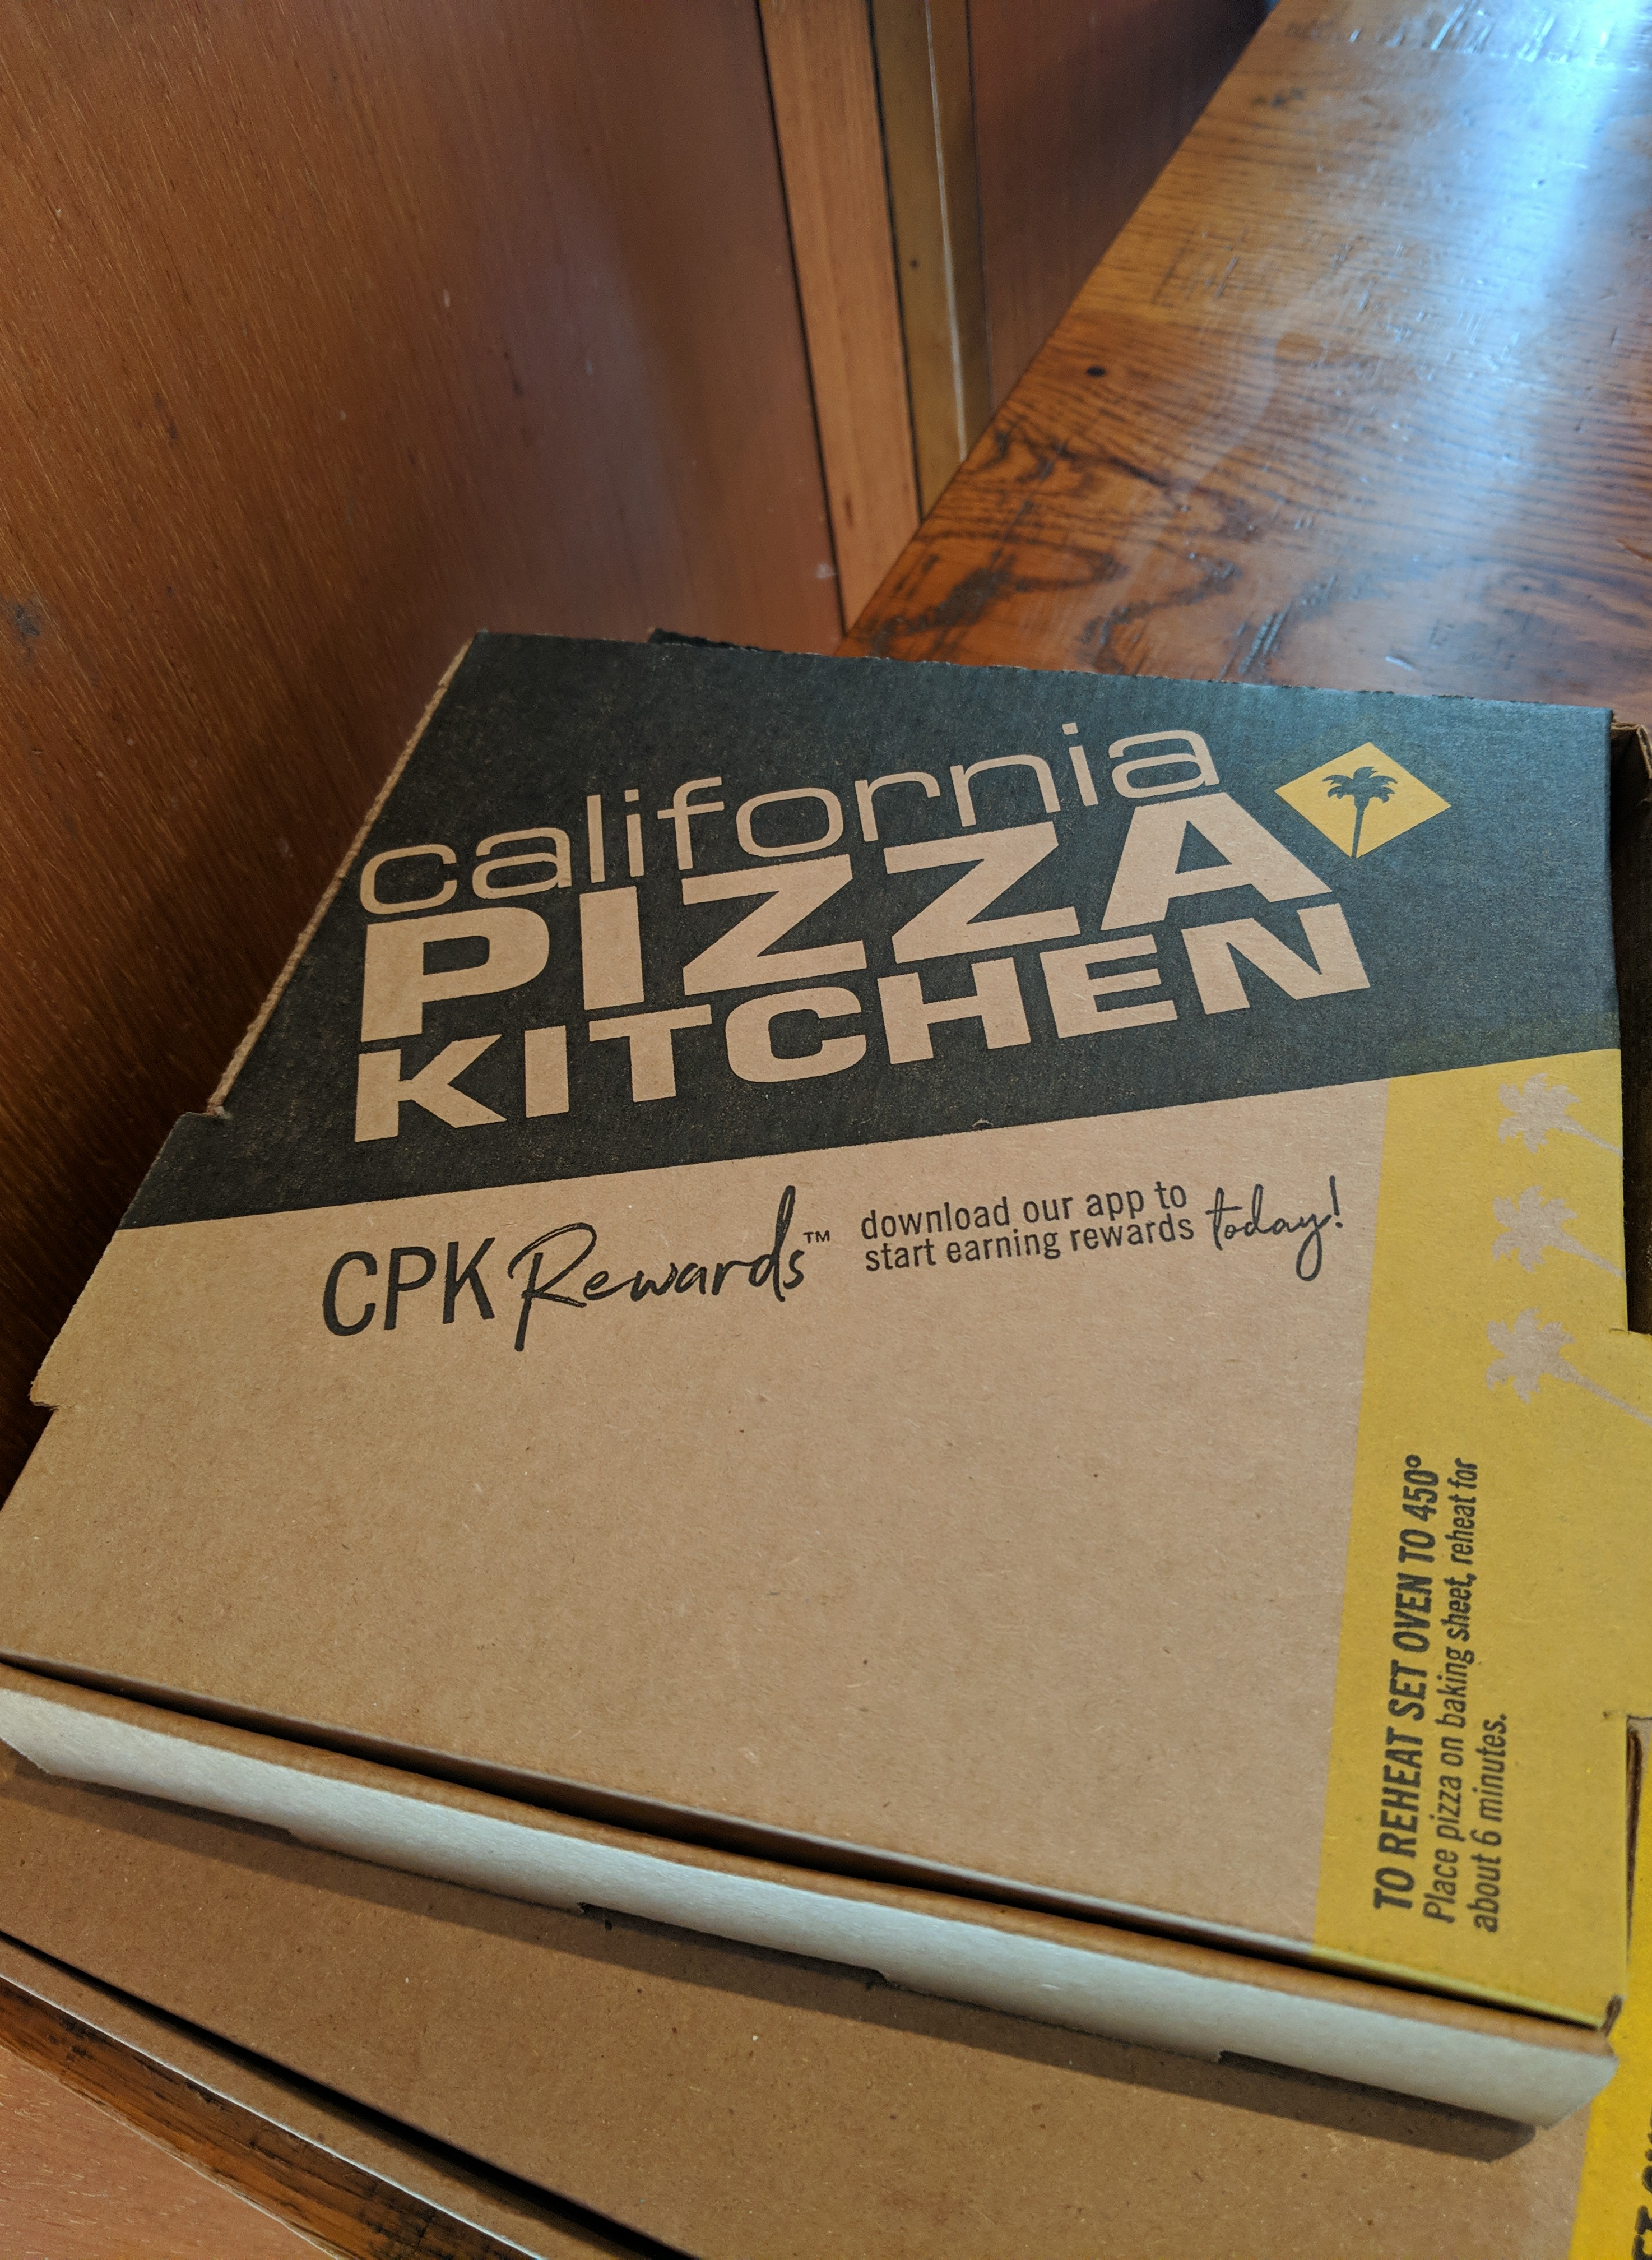 california
PIZZA
KITCHEN
CPK Rewards™
download our app to
start earning rewards today!
TO REHEAT SET OVEN TO 450°
Place pizza on baking sheet, reheat for
about 6 minutes.